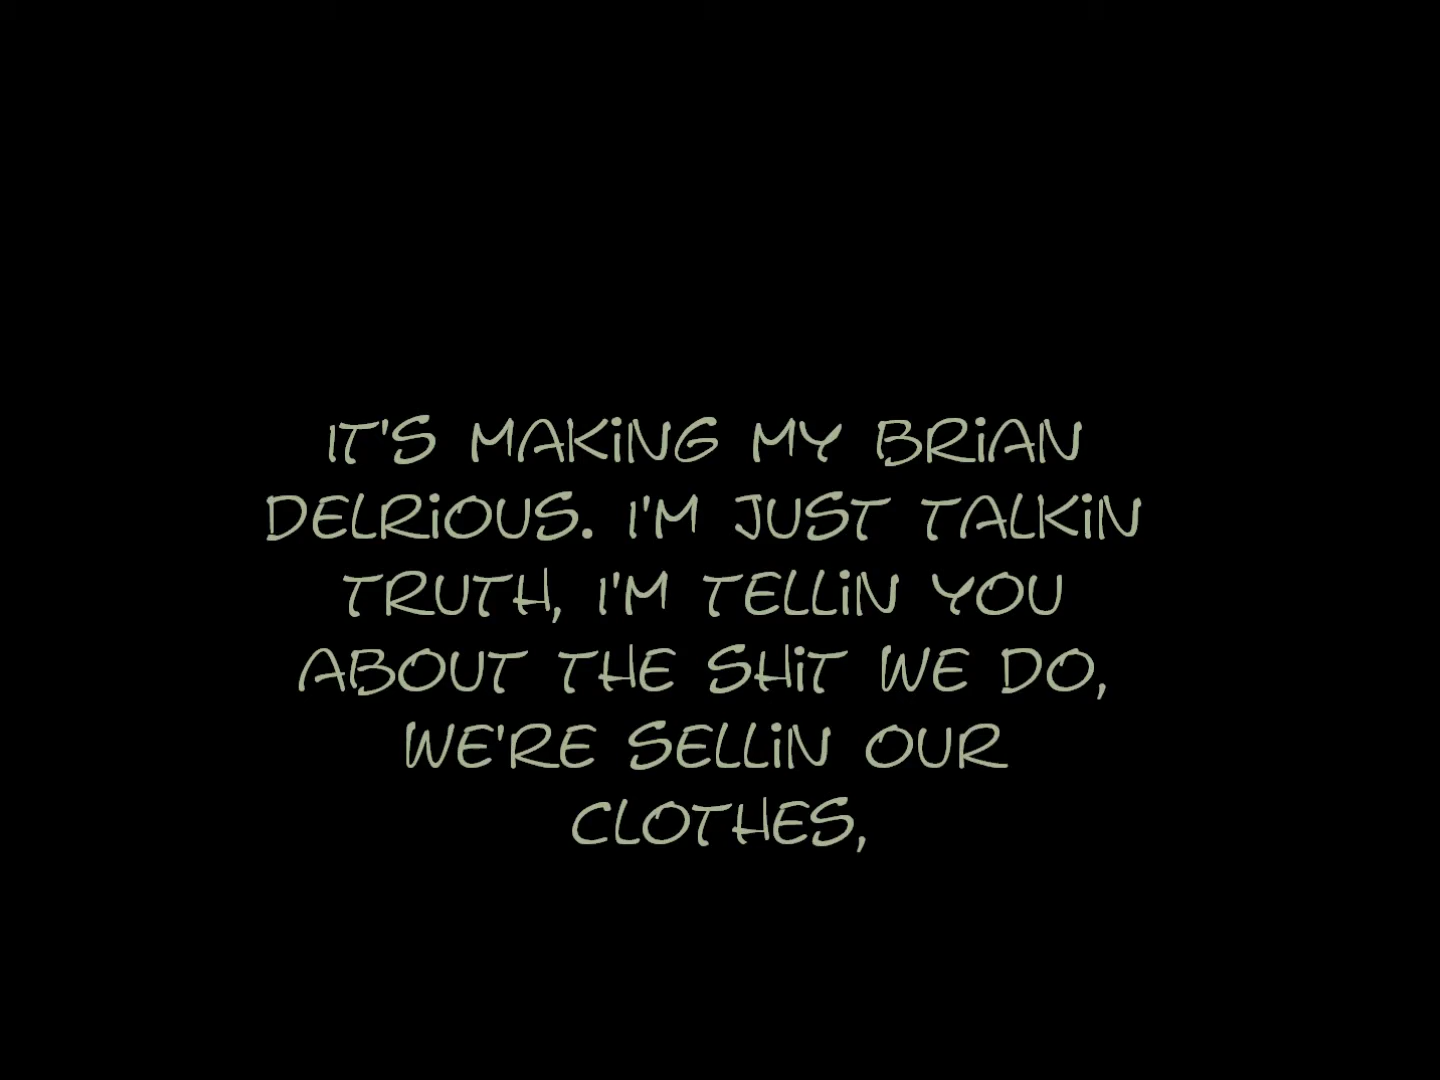 IT'S MAKiNG MY BRiAN
DELRiOUS. I'M JUST TALKiN
TRUTH, I'M TELLiN YOU
ABOUT THE SHiT WE DO,
WE'RE SELLiN OUR
CLOTHES,